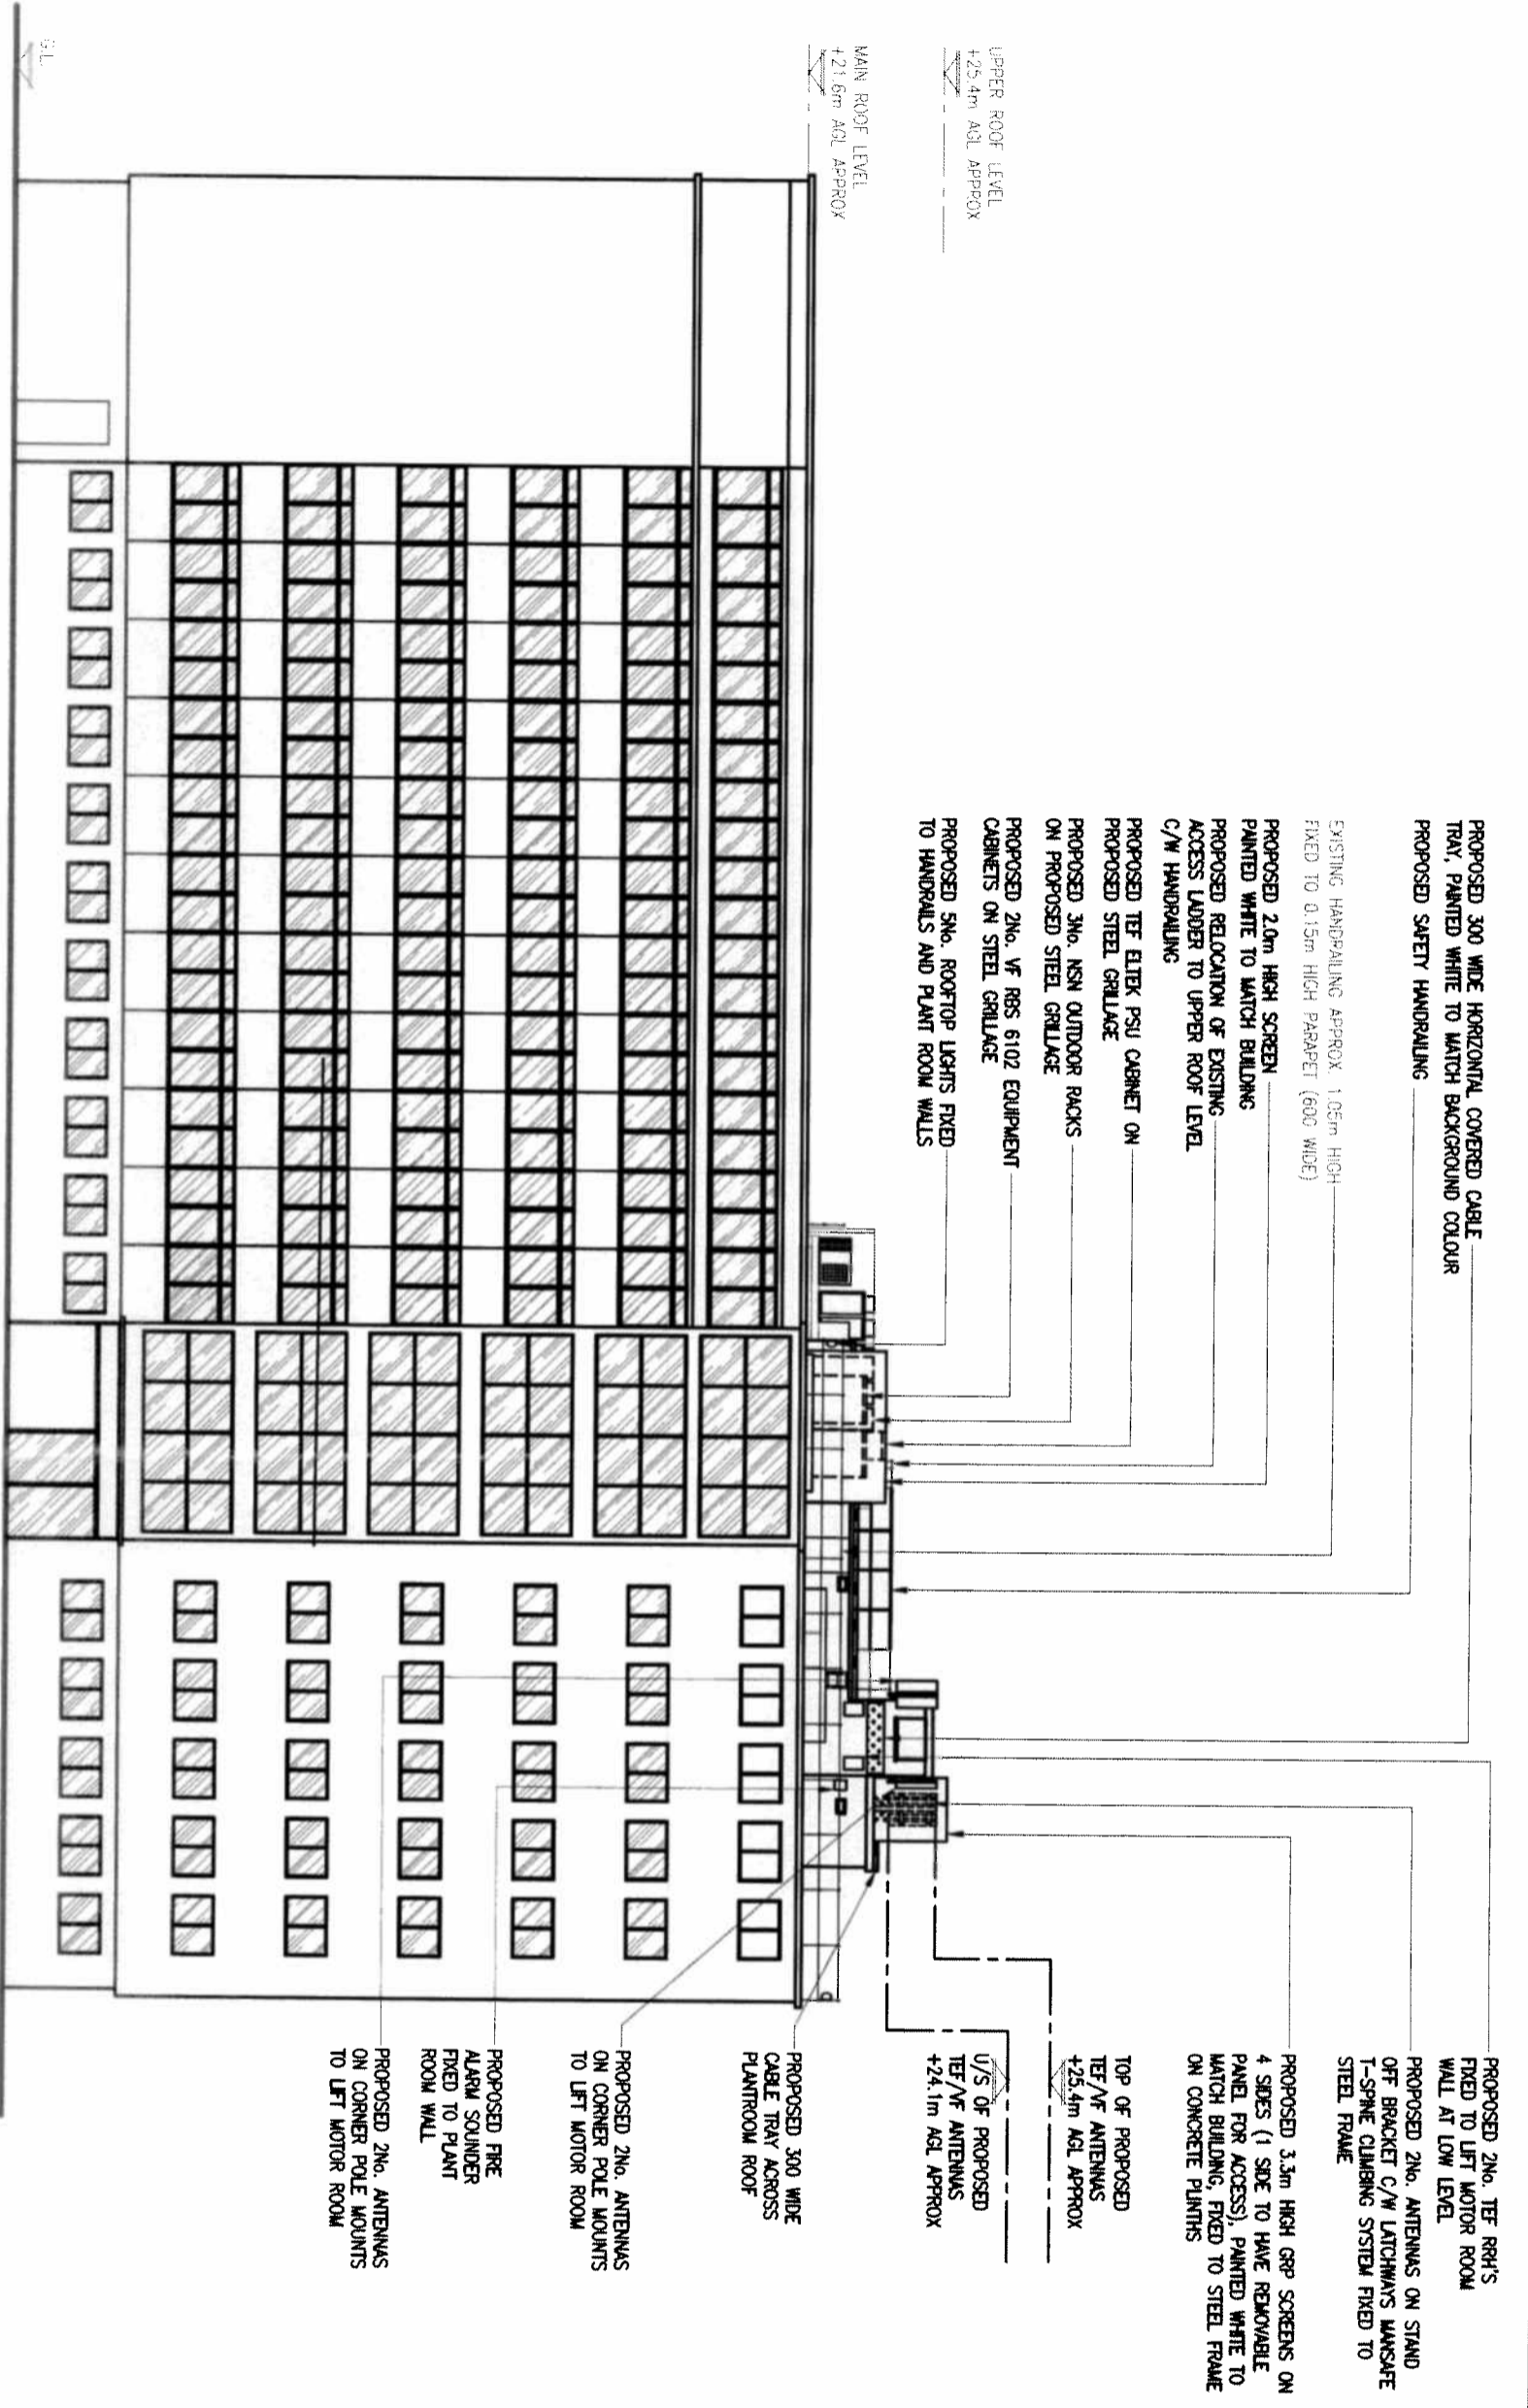 PROPOSED 2No. TEF RRH'S
FIXED TO LIFT MOTOR ROOM
WALL AT LOW LEVEL
PROPOSED 2No. ANTENNAS ON STAND
OFF BRACKET C/W LATCHWAYS MANSAFE
T-SPINE CLIMBING SYSTEM FIXED TO
STEEL FRAME
PROPOSED 3.3m HIGH GRP SCREENS ON
4 SIDES (1 SIDE TO HAVE REMOVABLE
PANEL FOR ACCESS), PAINTED WHITE TO
MATCH BUILDING, FIXED TO STEEL FRAME
ON CONCRETE PLINTHS
TOP OF PROPOSED
TEF/VF ANTENNAS
+25.4m AGL APPROX
U/S OF PROPOSED
TEF/VF ANTENNAS
+24.1m AGL APPROX
PROPOSED 300 WIDE
CABLE TRAY ACROSS
PLANTROOM ROOF
PROPOSED 2No. ANTENNAS
ON CORNER POLE MOUNTS
TO LIFT MOTOR ROOM
PROPOSED FIRE
ALARM SOUNDER
FIXED TO PLANT
ROOM WALL
PROPOSED 2No. ANTENNAS
ON CORNER POLE MOUNTS
TO LIFT MOTOR ROOM
PROPOSED 300 WIDE HORIZONTAL COVERED CABLE
TRAY, PAINTED WHITE TO MATCH BACKGROUND COLOUR
PROPOSED SAFETY HANDRAILING
EXISTING HANDRAILING APPROX. 1.05m HIGH
FIXED TO 0.15m HIGH PARAPET (600 WIDE)
PROPOSED 2.0m HIGH SCREEN
PAINTED WHITE TO MATCH BUILDING
PROPOSED RELOCATION OF EXISTING
ACCESS LADDER TO UPPER ROOF LEVEL
C/W HANDRAILING
PROPOSED TEF ELTEK PSU CABINET ON
PROPOSED STEEL GRILLAGE
PROPOSED 3No. NSN OUTDOOR RACKS
ON PROPOSED STEEL GRILLAGE
PROPOSED 2No. VF RBS 6102 EQUIPMENT
CABINETS ON STEEL GRILLAGE
PROPOSED 5No. ROOFTOP LIGHTS FIXED
TO HANDRAILS AND PLANT ROOM WALLS
UPPER ROOF LEVEL
+25.4m AGL APPROX
MAIN ROOF LEVEL
+21.6m AGL APPROX
G.L.